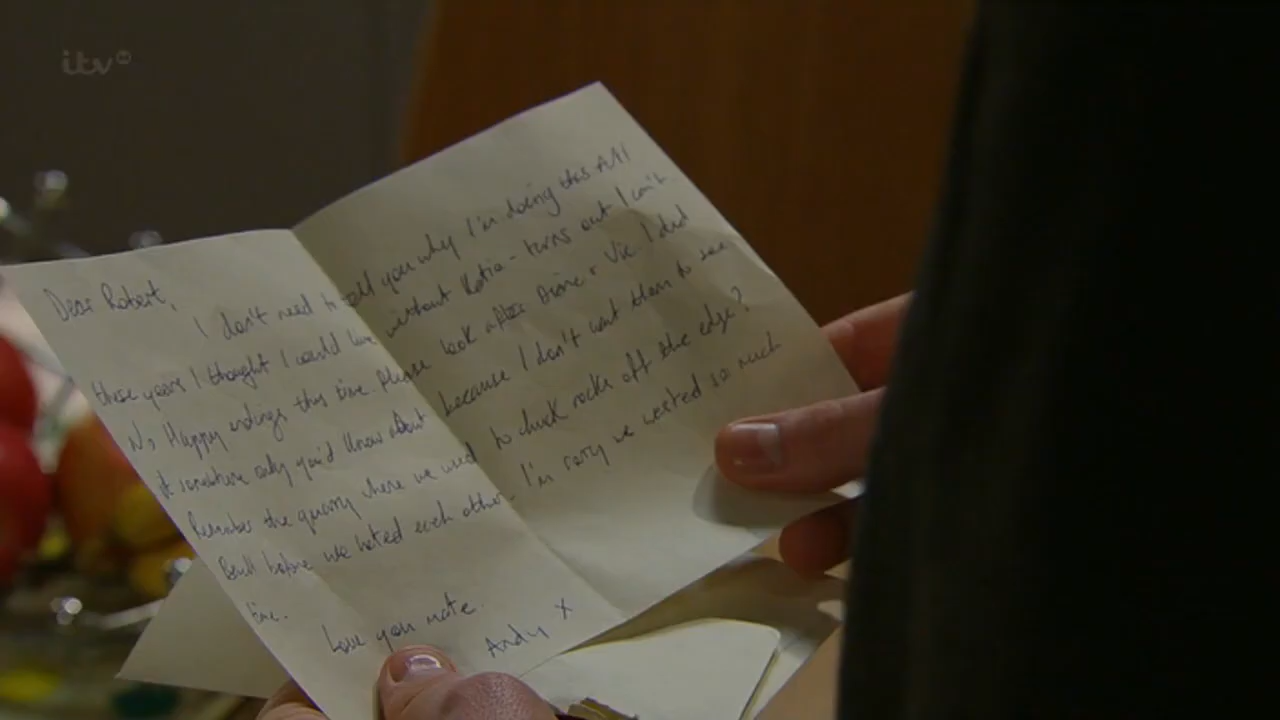 itv
Dear Robert,
I don't need to tell you why I'm doing this All
these years I thought I could live without Katie - turns out I can't
No Happy endings this time. Please look after Diane + Vic I did
it somewhere only you'd know about because I don't want them to see
Remember the quarry where we used to chuck rocks off the edge?
Back before we hated each other. I'm sorry we wasted so much
time.
Love you mate.
Andy x